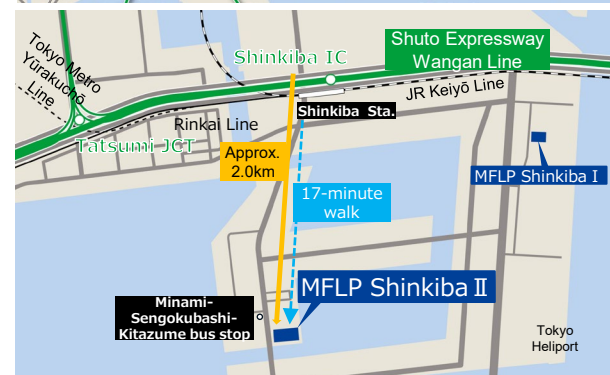 Tokyo Metro
Yūrakuchō
Line
Shinkiba IC
Shuto Expressway
Wangan Line
JR Keiyō Line
Shinkiba Sta.
Rinkai Line
Tatsumi JCT
Approx.
2.0km
17-minute
walk
MFLP Shinkiba I
MFLP Shinkiba II
Minami-
Sengokubashi-
Kitazume bus stop
Tokyo
Heliport